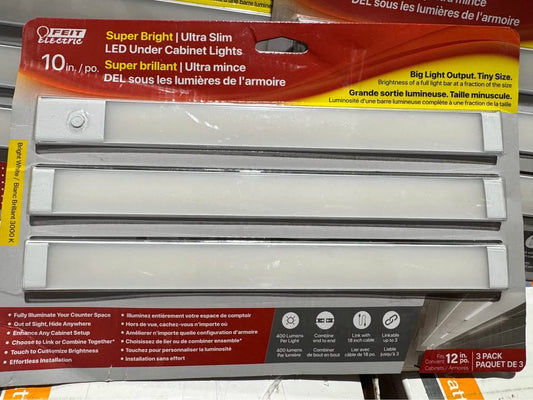 FEIT
electric
10 in./po.
Super Bright | Ultra Slim
LED Under Cabinet Lights
Super brillant | Ultra mince
DEL sous les lumières de l'armoire
Big Light Output. Tiny Size.
Brightness of a full light bar at a fraction of the size
Grande sortie lumineuse. Taille minuscule.
Luminosité d'une barre lumineuse complète à une fraction de la taille
Bright White / Blanc Brillant 3000 K
• Fully Illuminate Your Counter Space
• Out of Sight, Hide Anywhere
• Enhance Any Cabinet Setup
• Choose to Link or Combine Together*
• Touch to Customize Brightness
• Effortless Installation
• Illuminez entièrement votre espace de comptoir
• Hors de vue, cachez-vous n'importe où
• Améliorer n'importe quelle configuration d'armoire
• Choisissez de lier ou de combiner ensemble*
• Touchez pour personnaliser la luminosité
• Installation sans effort
400 Lumens
Per Light
400 lumens
Par lumière
Combine
end to end
Combiner
de bout en bout
Link with
18 inch cable
Lier avec
câble de 18 po.
Linkable
up to 3
Liable
jusqu'à 3
Fits
Convient
12 in.
po.
Cabinets / Armoires
3 PACK
PAQUET DE 3